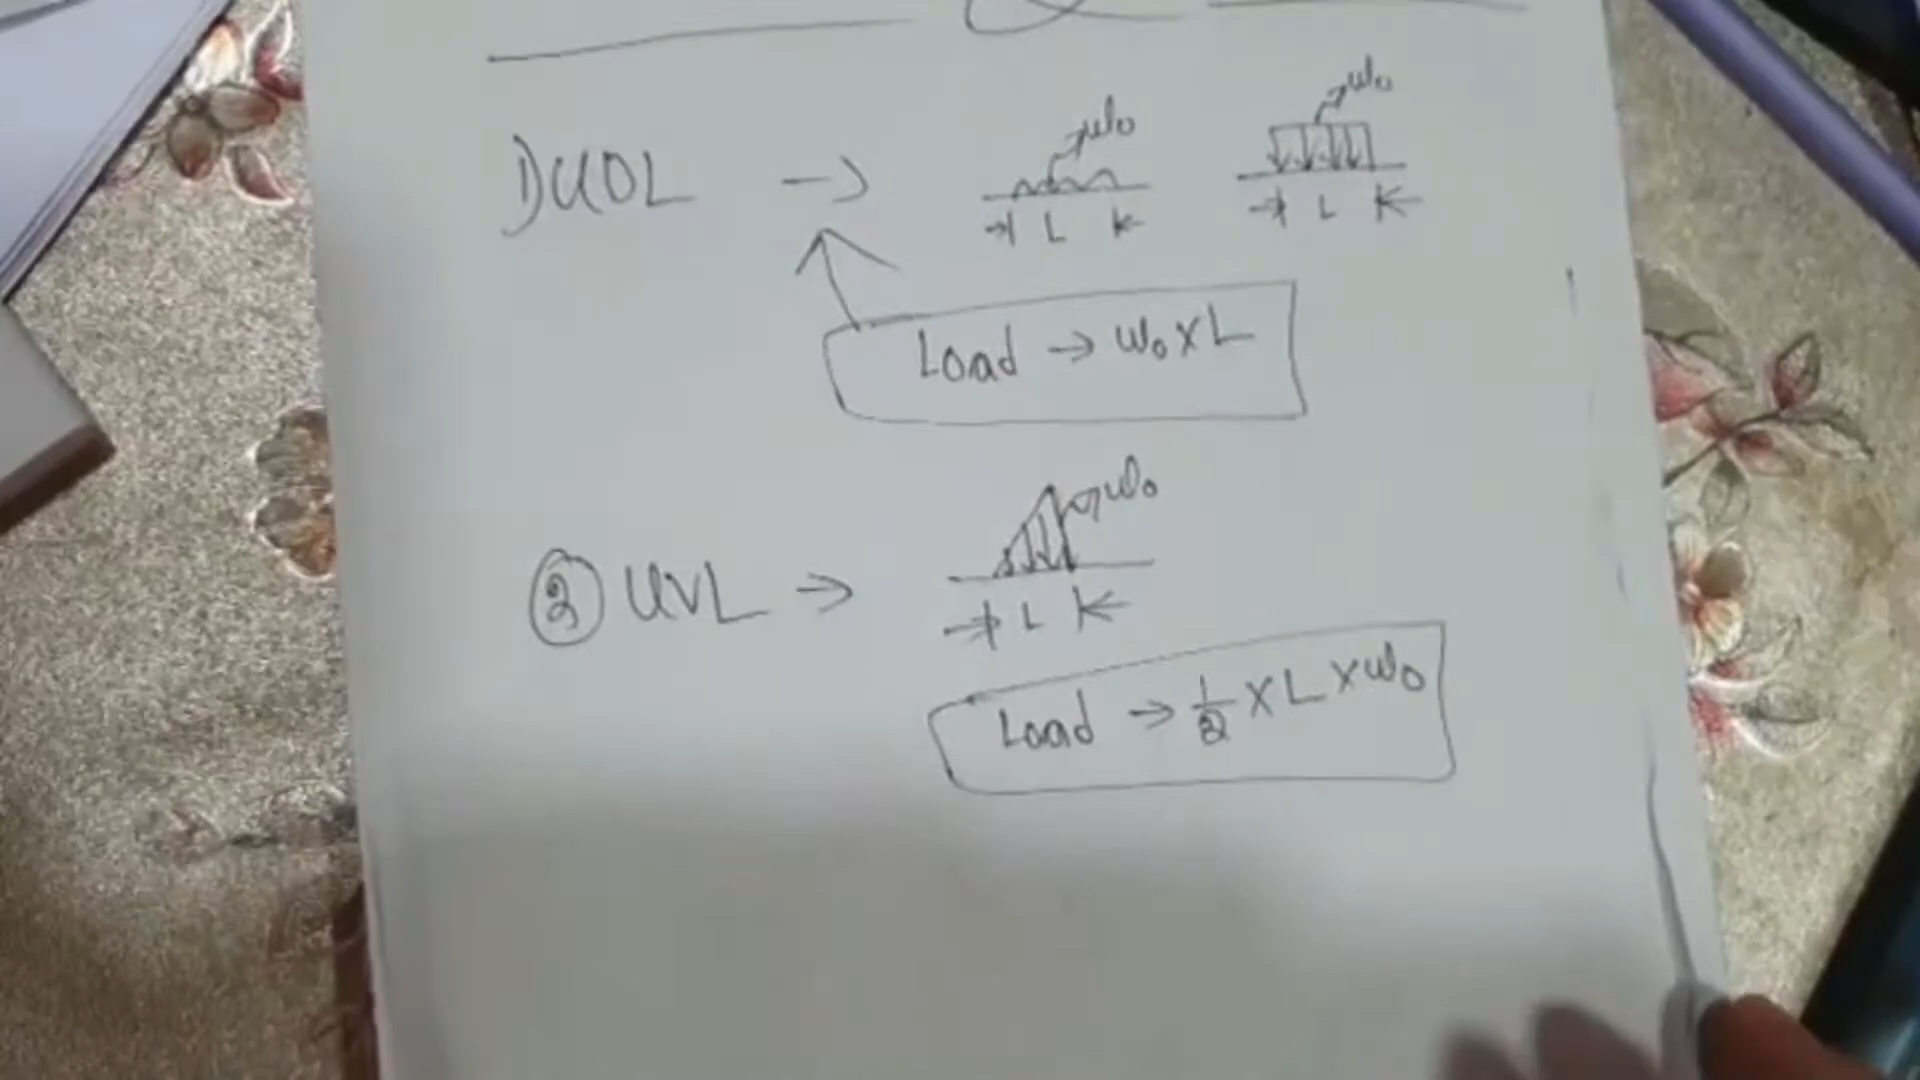 1) UDL → w₀ w₀
→| L |← →| L |←
Load → w₀ x L
② UVL → w₀
→| L |←
Load → 1/2 x L x w₀